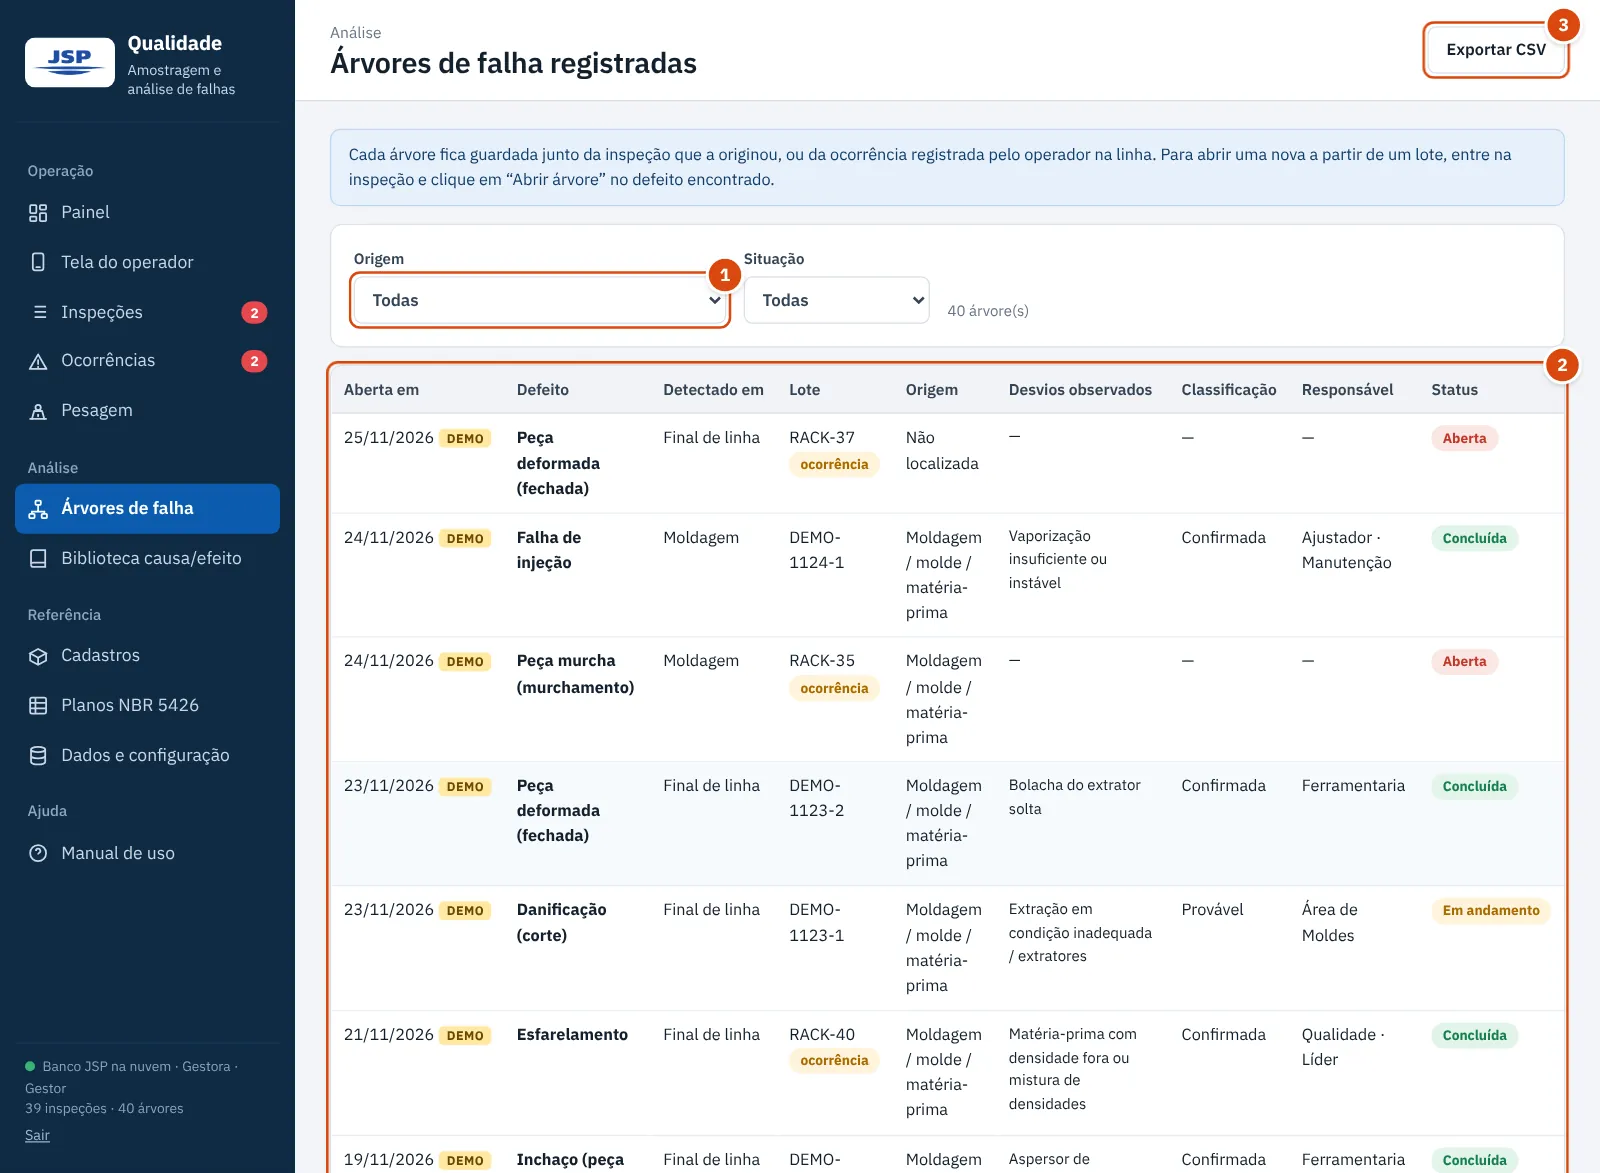 JSP
Qualidade
Amostragem e
análise de falhas
Operação
Painel
Tela do operador
Inspeções 2
Ocorrências 2
Pesagem
Análise
Árvores de falha
Biblioteca causa/efeito
Referência
Cadastros
Planos NBR 5426
Dados e configuração
Ajuda
Manual de uso
Banco JSP na nuvem · Gestora ·
Gestor
39 inspeções · 40 árvores
Sair
Análise
Árvores de falha registradas
Exportar CSV
3
Cada árvore fica guardada junto da inspeção que a originou, ou da ocorrência registrada pelo operador na linha. Para abrir uma nova a partir de um lote, entre na
inspeção e clique em “Abrir árvore” no defeito encontrado.
Origem
Todas
1
Situação
Todas
40 árvore(s)
2
Aberta em Defeito Detectado em Lote Origem Desvios observados Classificação Responsável Status
25/11/2026 DEMO Peça Final de linha RACK-37 Não — — — Aberta
deformada ocorrência localizada
(fechada)
24/11/2026 DEMO Falha de Moldagem DEMO- Moldagem Vaporização Confirmada Ajustador · Concluída
injeção 1124-1 / molde / insuficiente ou Manutenção
matéria- instável
prima
24/11/2026 DEMO Peça murcha Moldagem RACK-35 Moldagem — — — Aberta
(murchamento) ocorrência / molde /
matéria-
prima
23/11/2026 DEMO Peça Final de linha DEMO- Moldagem Bolacha do extrator Confirmada Ferramentaria Concluída
deformada 1123-2 / molde / solta
(fechada) matéria-
prima
23/11/2026 DEMO Danificação Final de linha DEMO- Moldagem Extração em Provável Área de Em andamento
(corte) 1123-1 / molde / condição inadequada Moldes
matéria- / extratores
prima
21/11/2026 DEMO Esfarelamento Final de linha RACK-40 Moldagem Matéria-prima com Confirmada Qualidade · Concluída
ocorrência / molde / densidade fora ou Líder
matéria- mistura de
prima densidades
19/11/2026 DEMO Inchaço (peça Final de linha DEMO- Moldagem Aspersor de Confirmada Ferramentaria Concluída